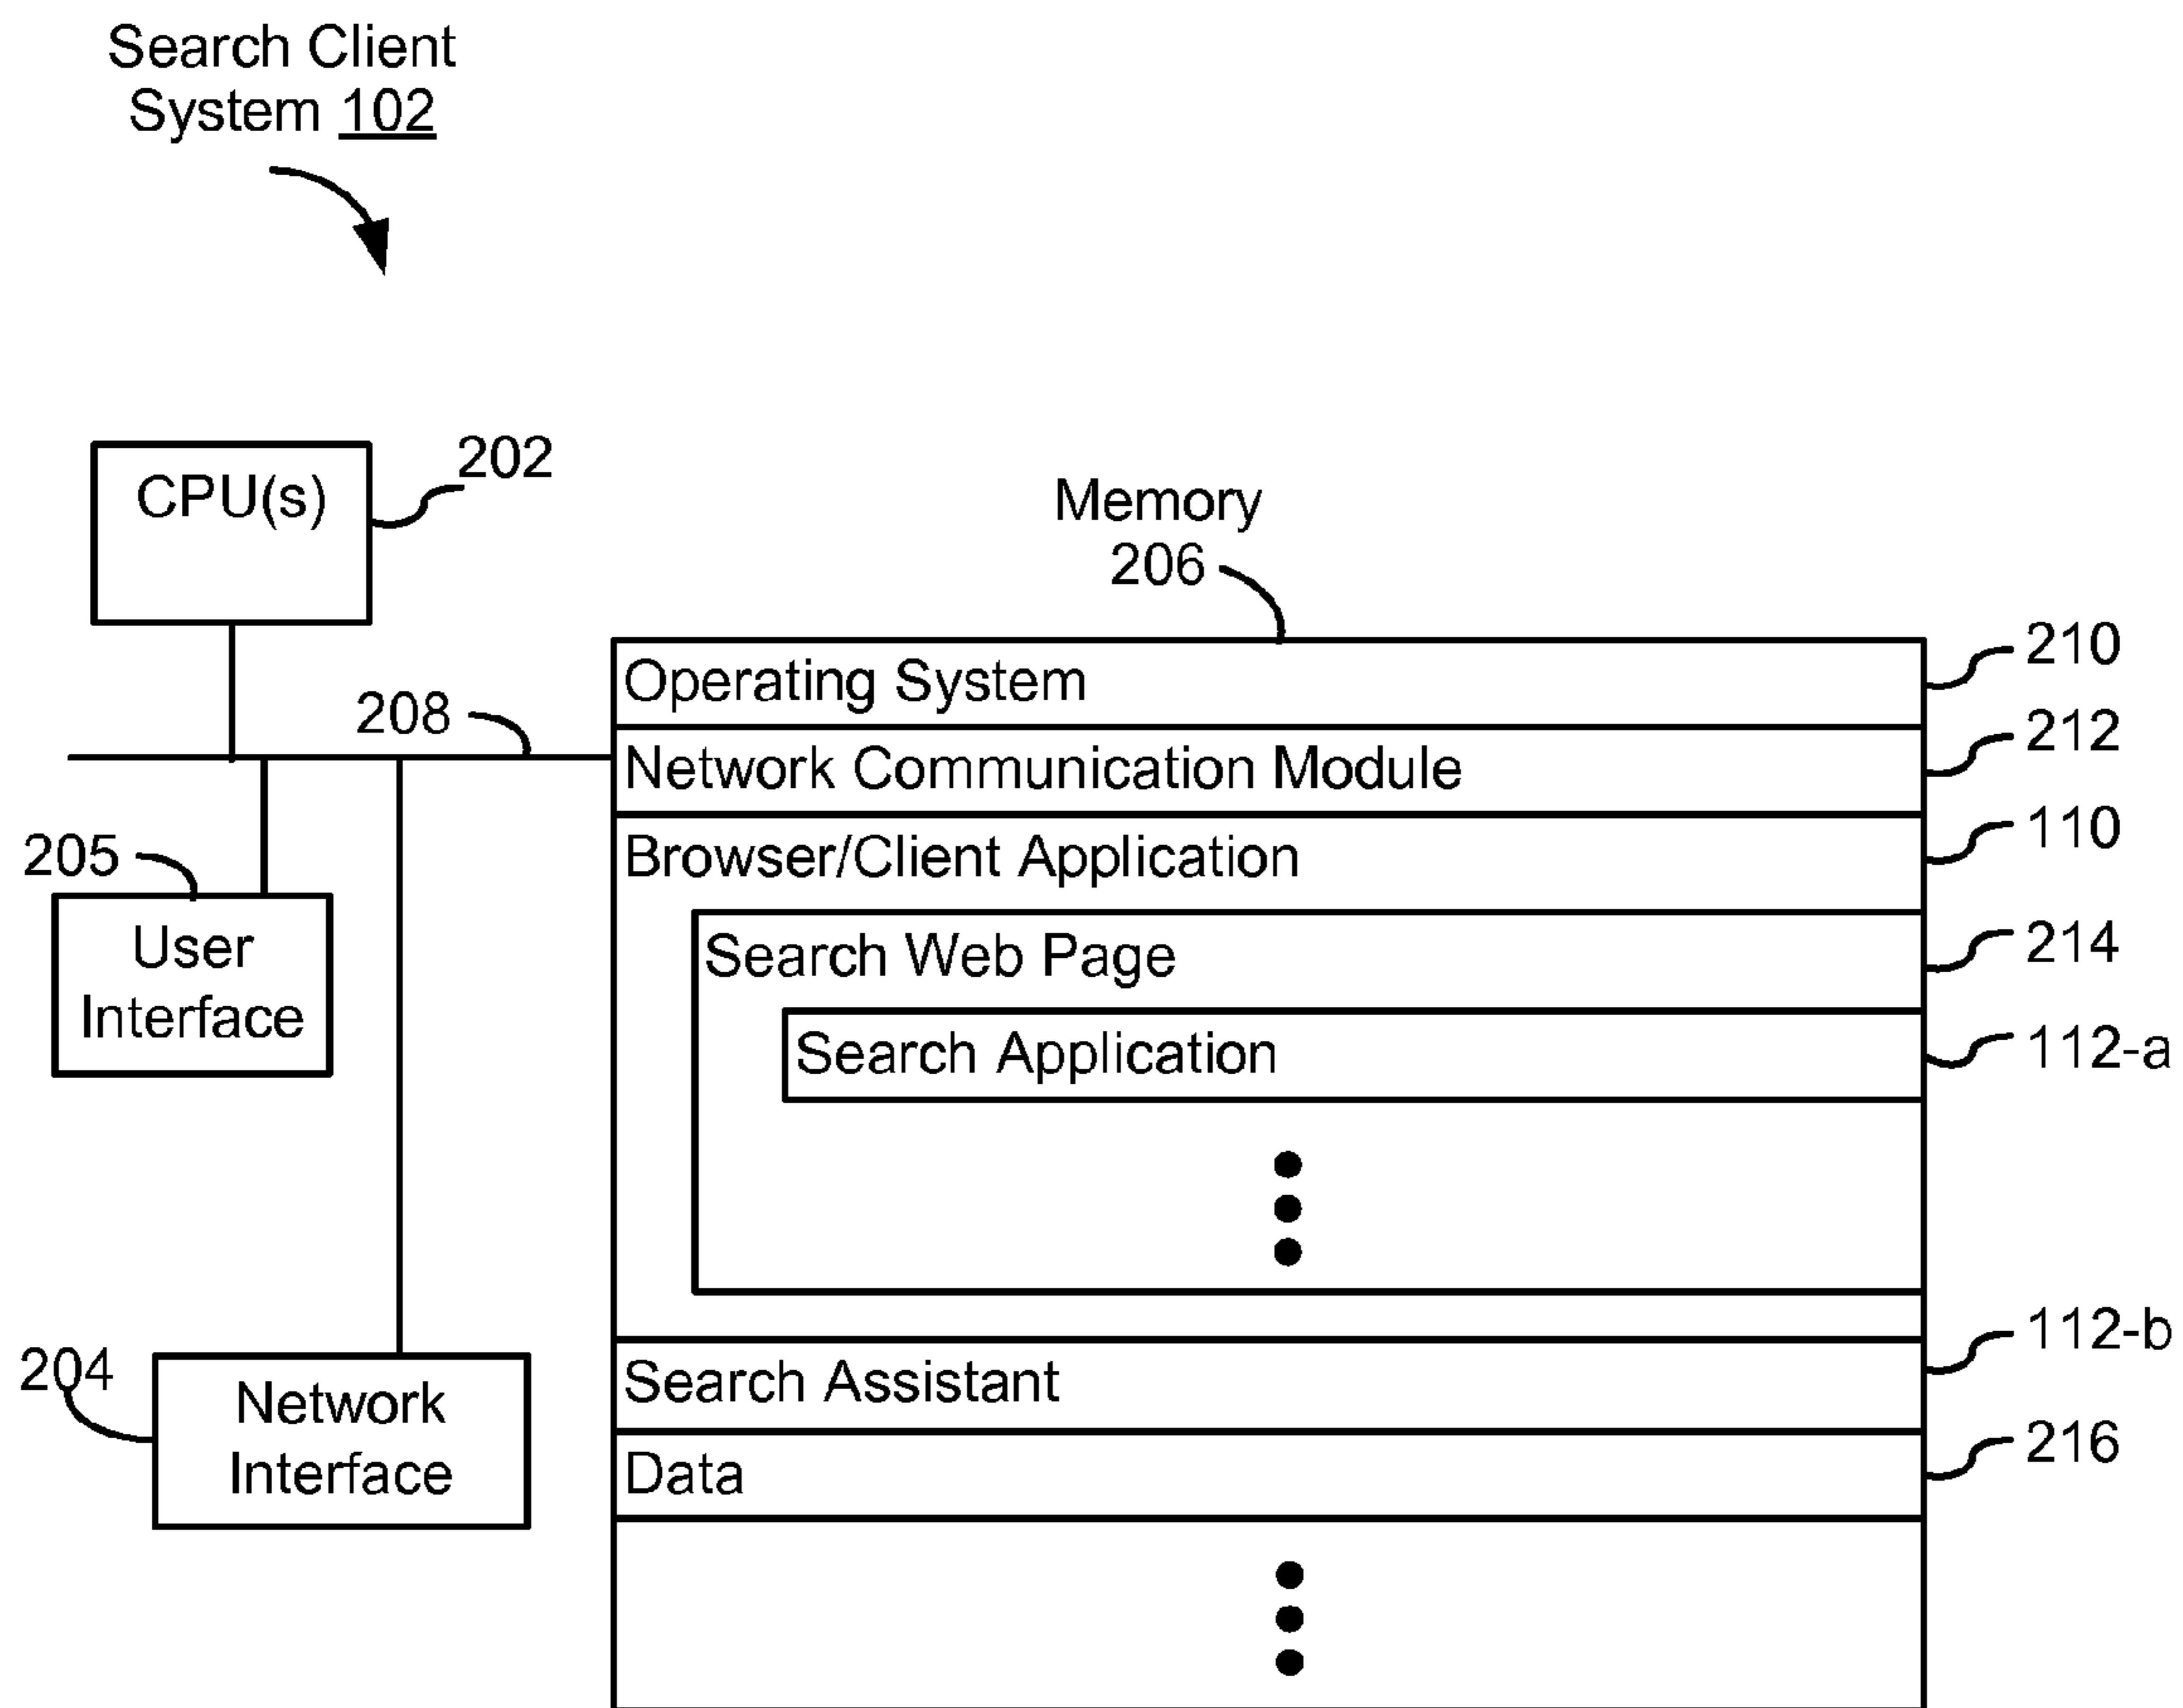 Search Client
System 102
CPU(s)
202
Memory
206
208
Operating System
210
Network Communication Module
212
Browser/Client Application
110
205
User
Interface
Search Web Page
214
Search Application
112-a
204
Network
Interface
Search Assistant
112-b
Data
216